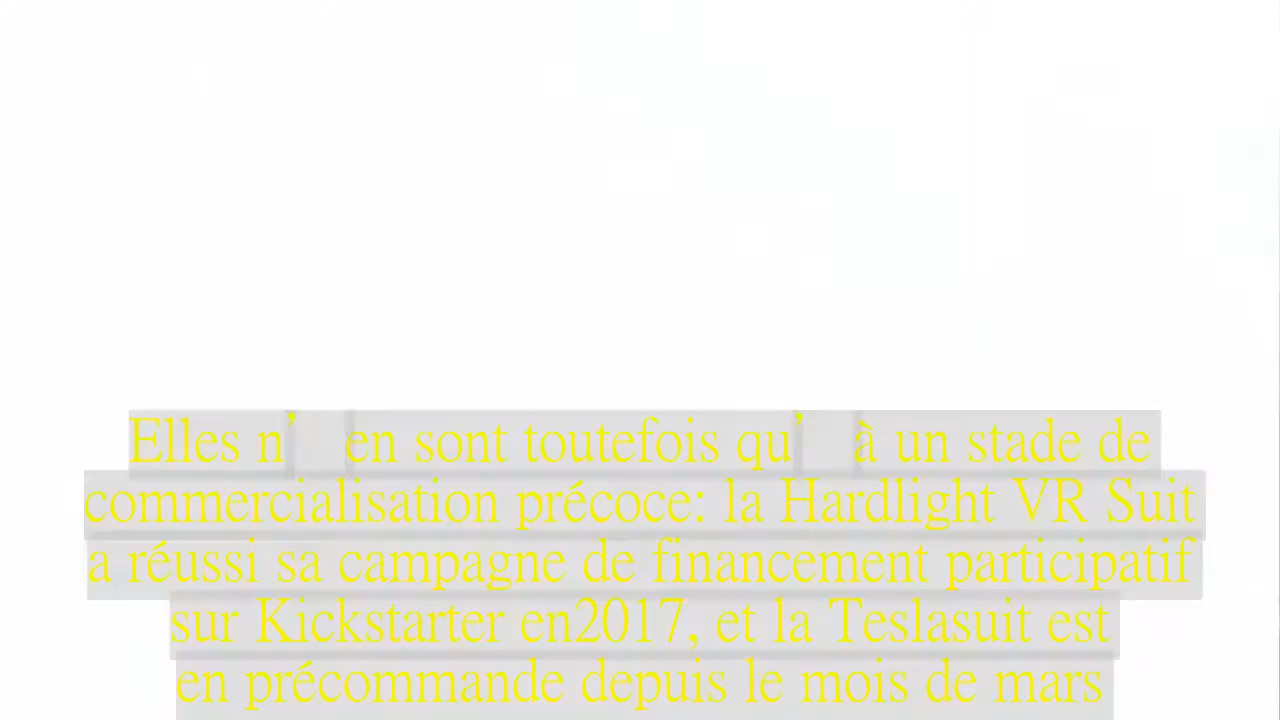 Elles n’en sont toutefois qu’à un stade de
commercialisation précoce: la Hardlight VR Suit
a réussi sa campagne de financement participatif
sur Kickstarter en2017, et la Teslasuit est
en précommande depuis le mois de mars